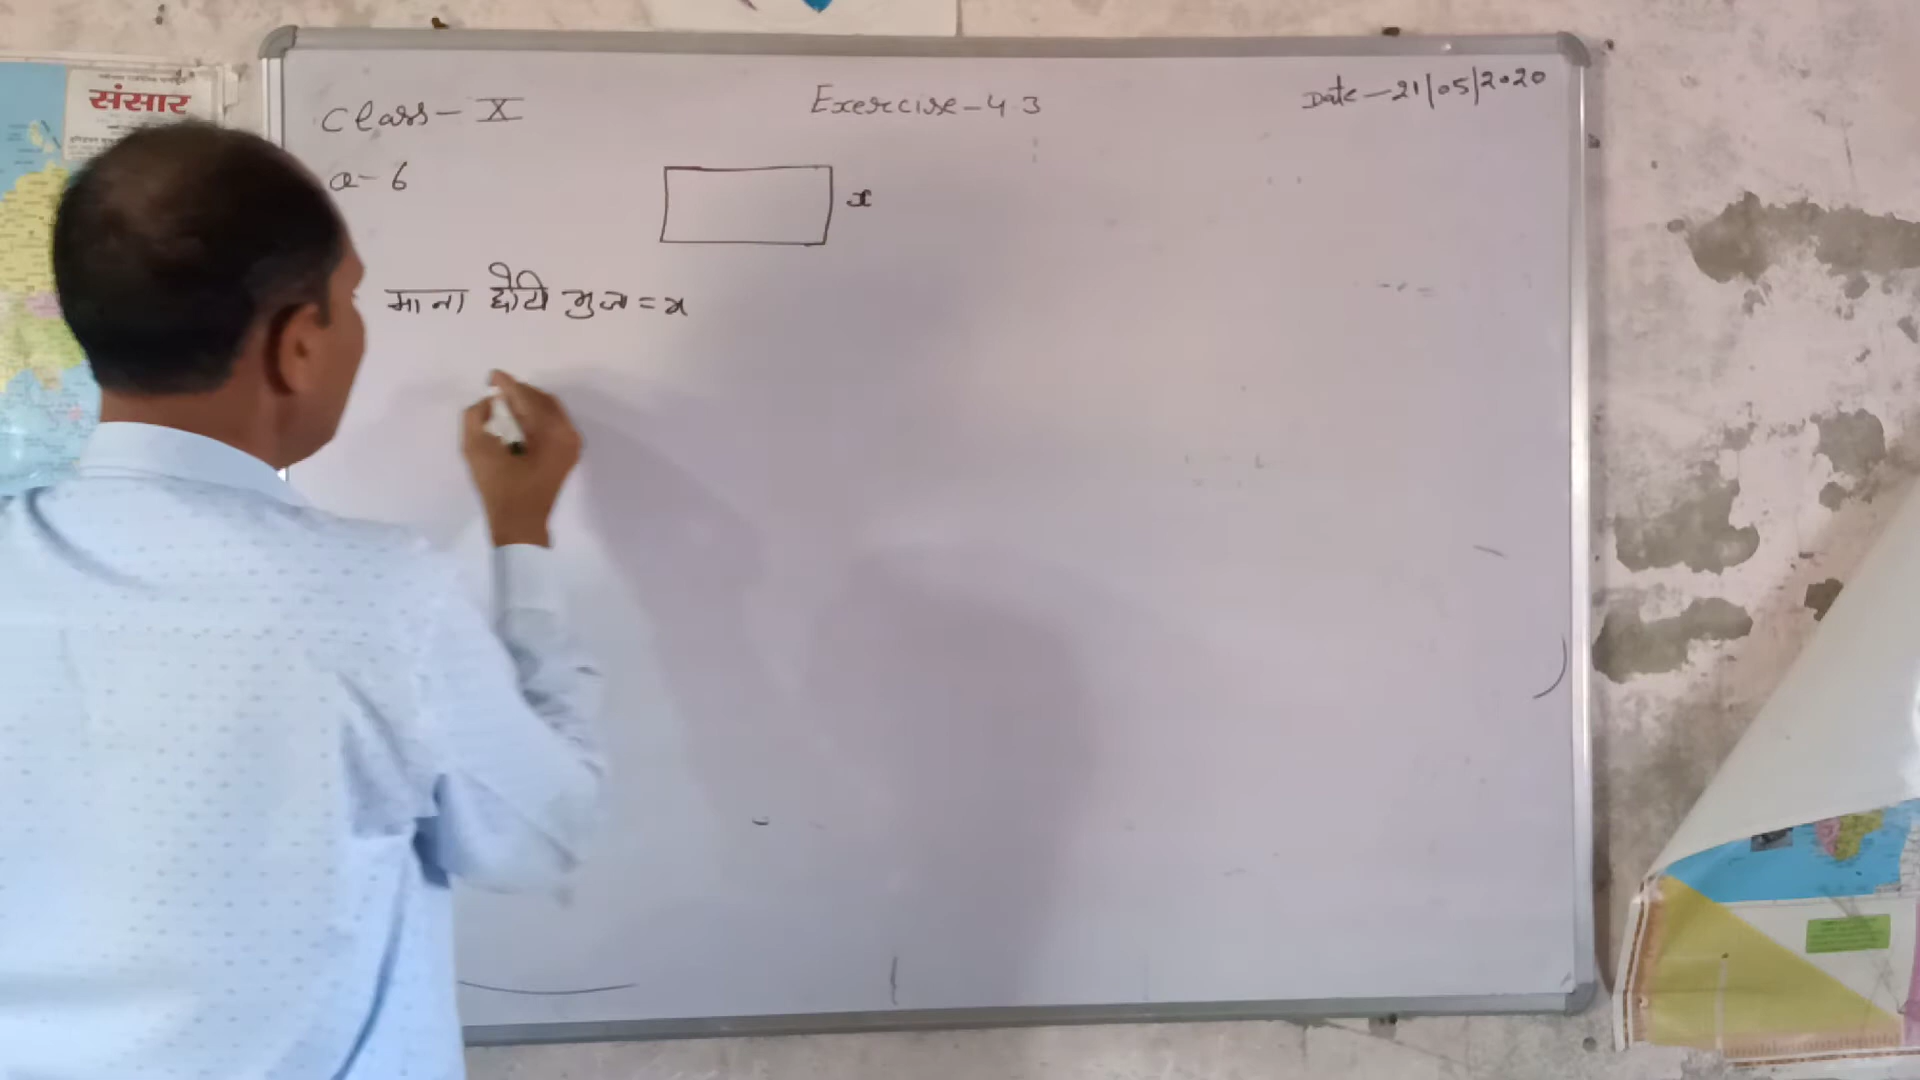 संसार
Class - X
Exercise - 4.3
Date - 21/05/2020
Q - 6
x
माना छोटी भुजा = x